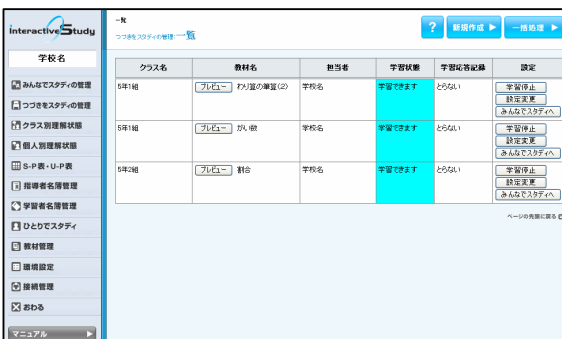 interactive Study
学校名
みんなでスタディの管理
つづきをスタディの管理
クラス別理解状態
個人別理解状態
S-P表・U-P表
指導者名簿管理
学習者名簿管理
ひとりでスタディ
教材管理
環境設定
接続管理
おわる
マニュアル
一覧
つづきをスタディの管理:一覧
?
新規作成
一括処理
クラス名 教材名 担当者 学習状態 学習応答記録 設定
5年1組 プレビュー わり算の筆算(2) 学校名 学習できます とらない 学習停止
設定変更
みんなでスタディへ
5年1組 プレビュー がい数 学校名 学習できます とらない 学習停止
設定変更
みんなでスタディへ
5年2組 プレビュー 割合 学校名 学習できます とらない 学習停止
設定変更
みんなでスタディへ
ページの先頭に戻る